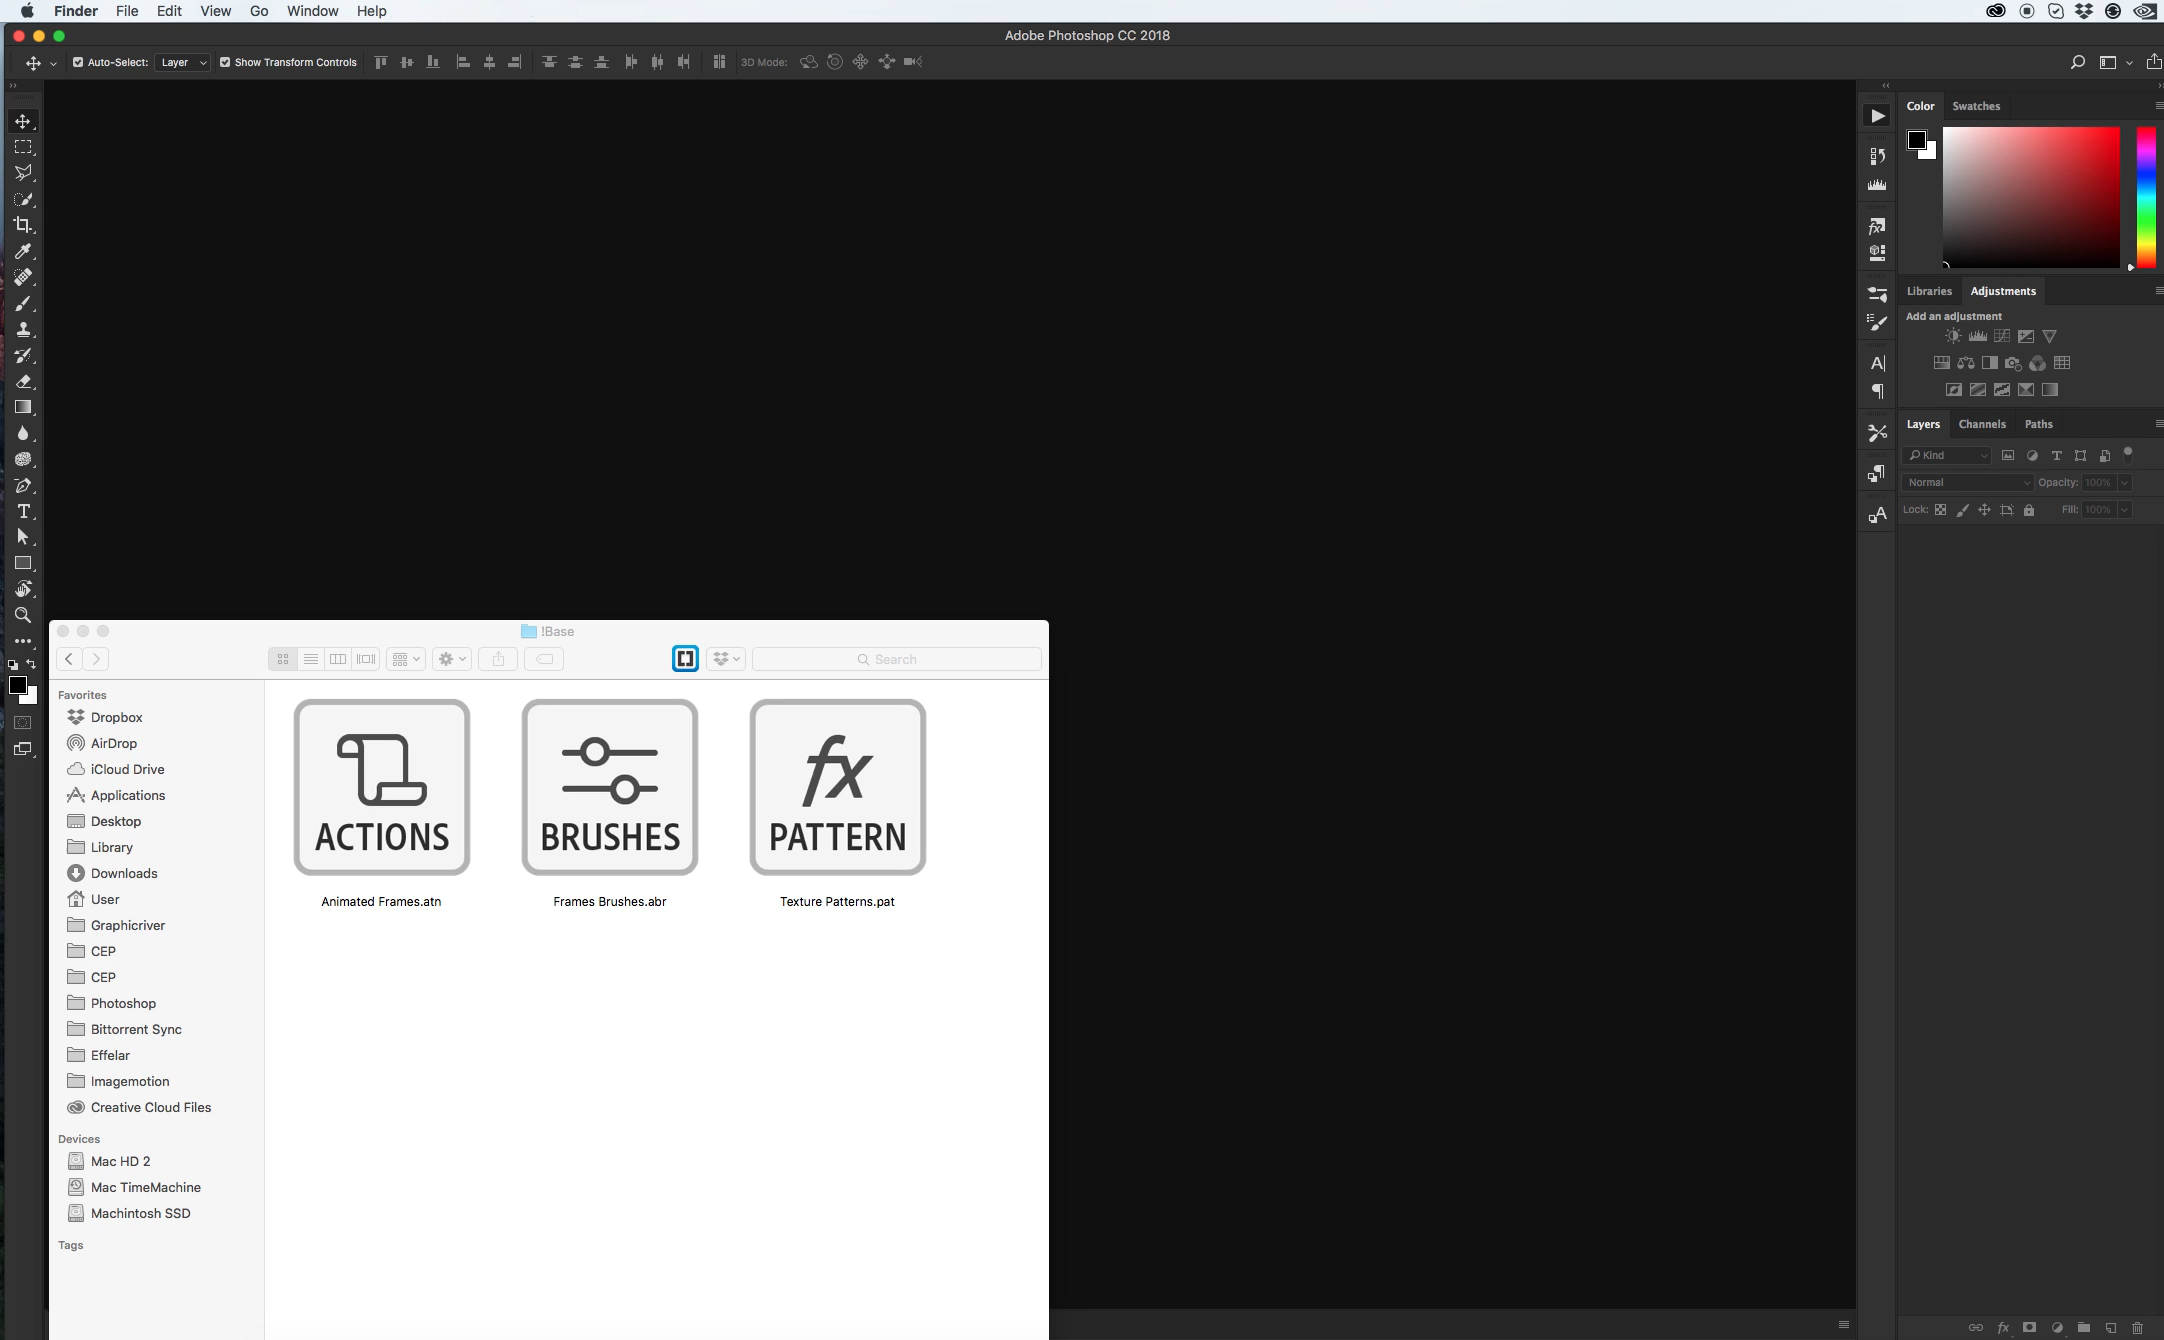 Finder File Edit View Go Window Help
Adobe Photoshop CC 2018
Auto-Select: Layer Show Transform Controls 3D Mode:
Color Swatches
Libraries Adjustments
Add an adjustment
Layers Channels Paths
Kind
Normal Opacity: 100%
Lock: Fill: 100%
!Base
Search
Favorites
Dropbox
AirDrop
iCloud Drive
Applications
Desktop
Library
Downloads
User
Graphicriver
CEP
CEP
Photoshop
Bittorrent Sync
Effelar
Imagemotion
Creative Cloud Files
Devices
Mac HD 2
Mac TimeMachine
Machintosh SSD
Tags
ACTIONS
Animated Frames.atn
BRUSHES
Frames Brushes.abr
fx
PATTERN
Texture Patterns.pat